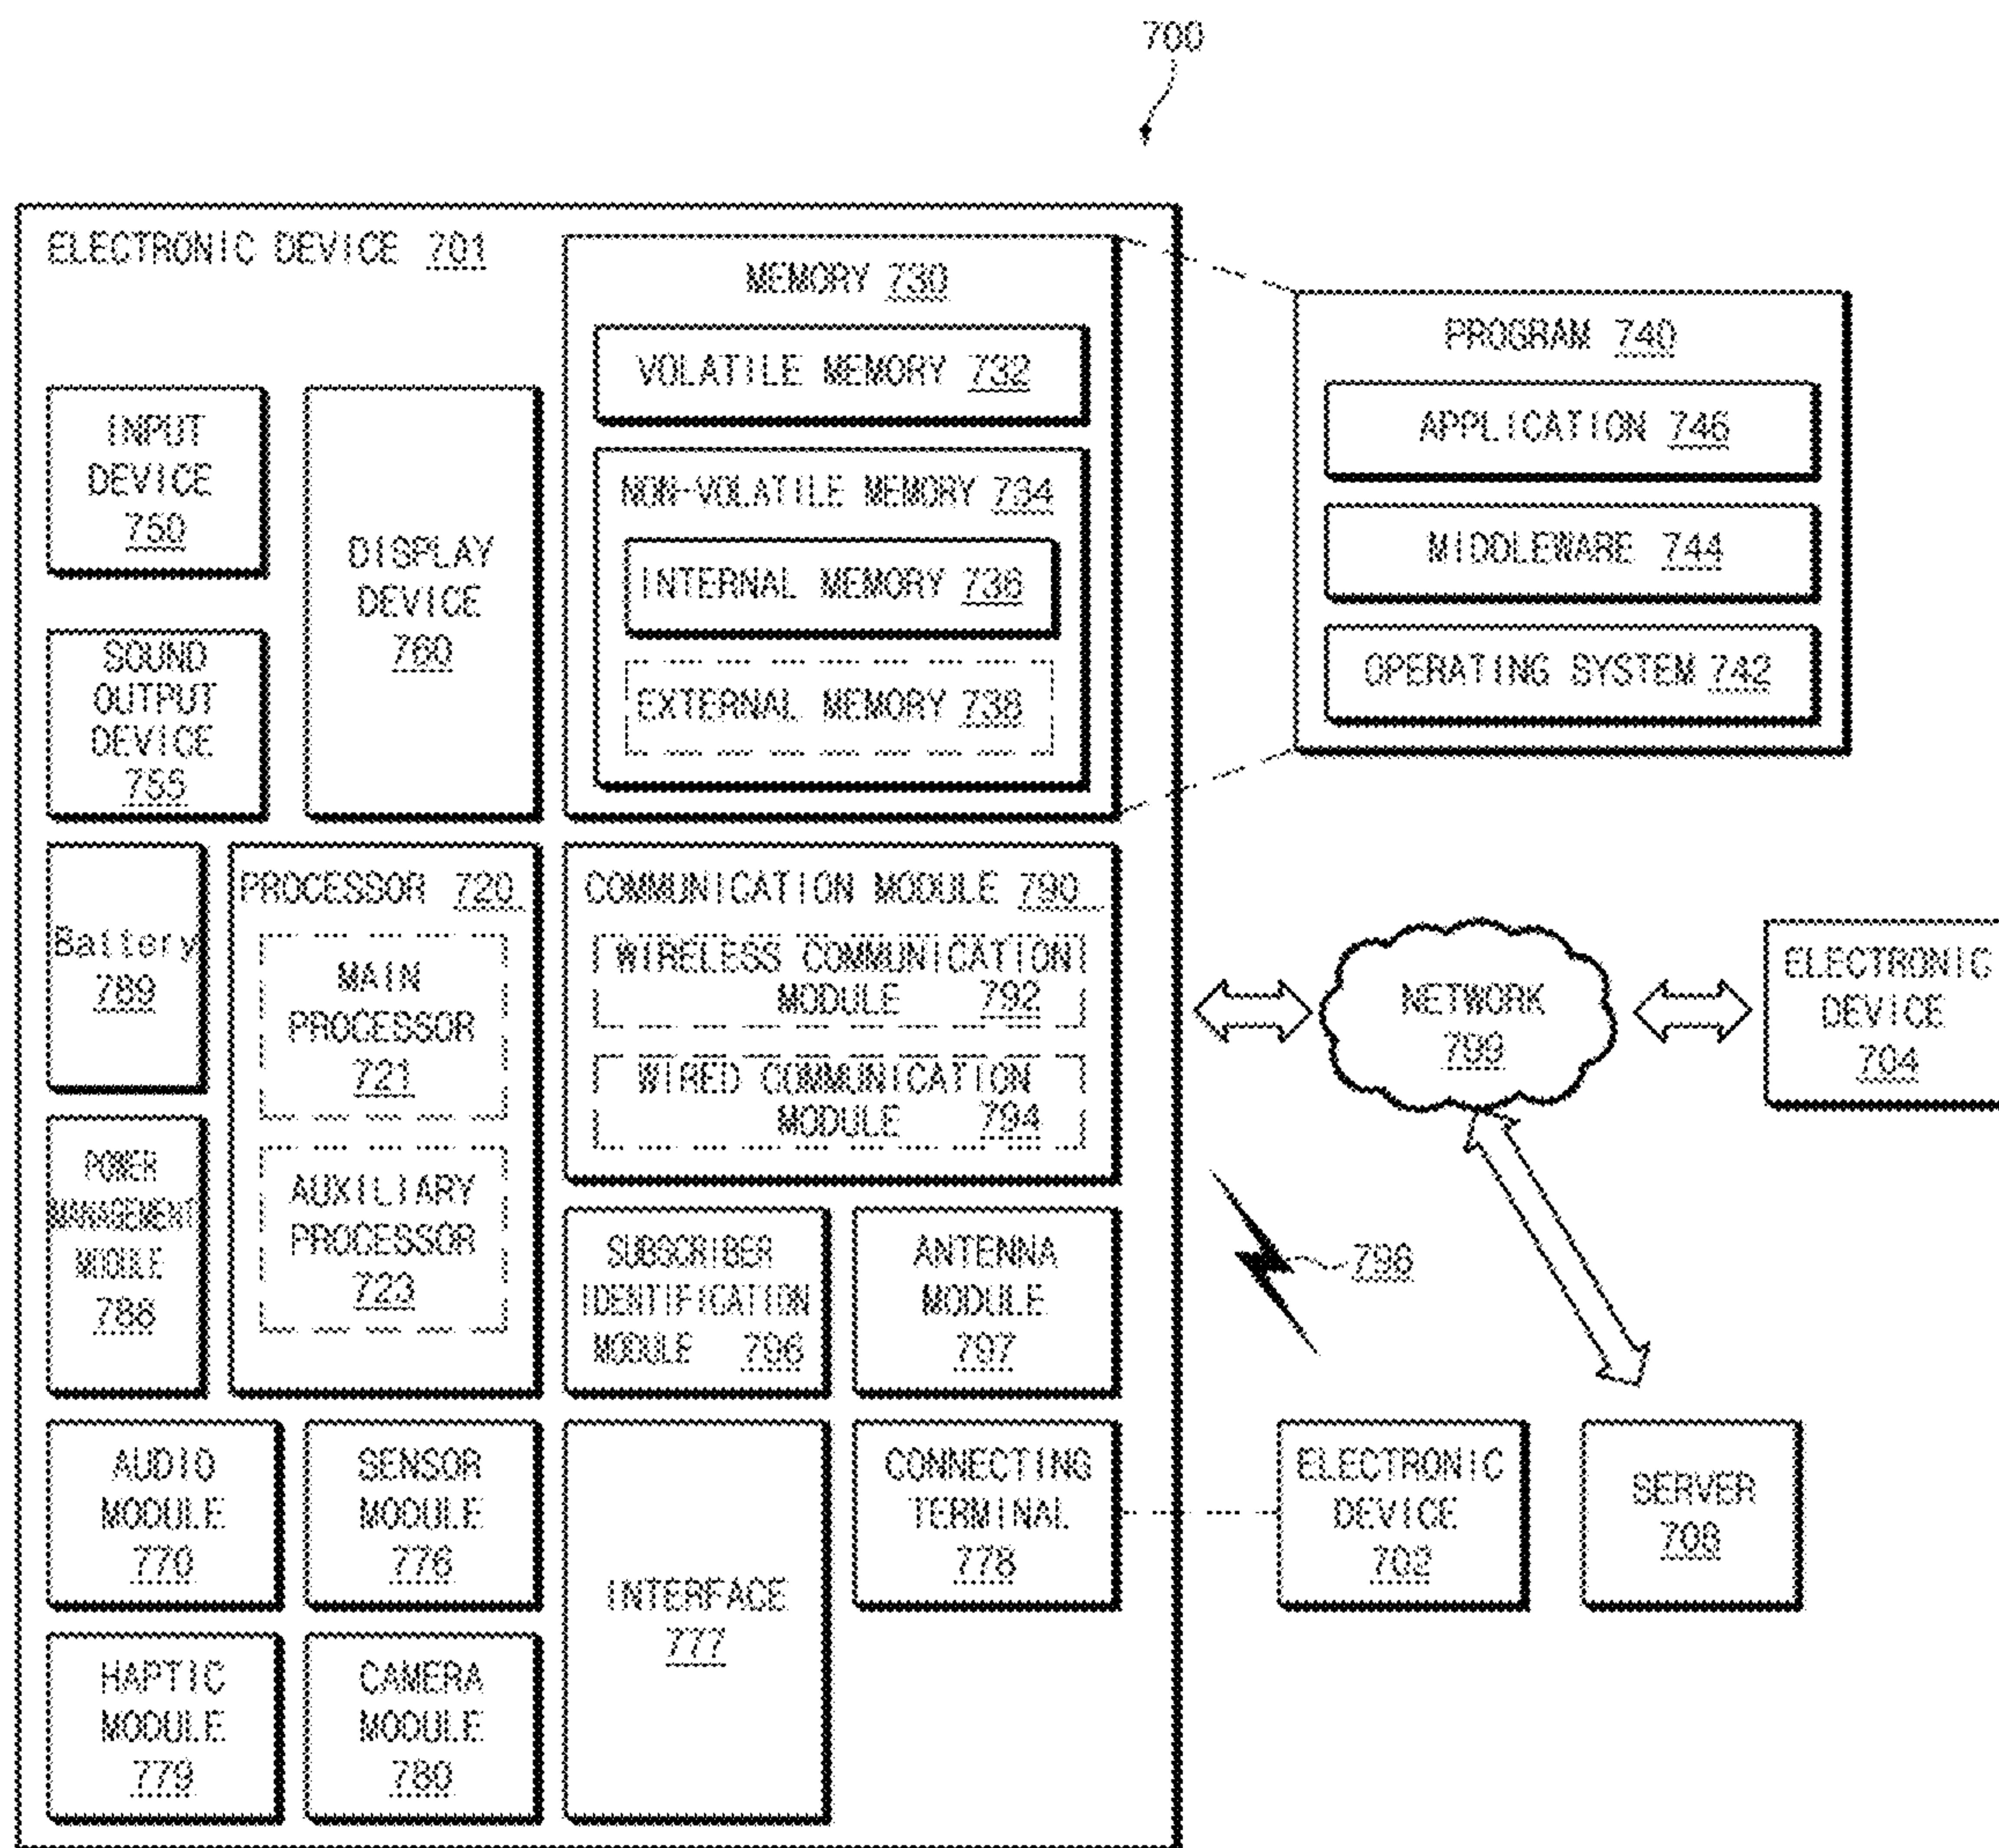 700
ELECTRONIC DEVICE 701
MEMORY 730
VOLATILE MEMORY 732
NON-VOLATILE MEMORY 734
INTERNAL MEMORY 736
EXTERNAL MEMORY 738
PROGRAM 740
APPLICATION 746
MIDDLEWARE 744
OPERATING SYSTEM 742
INPUT
DEVICE
750
DISPLAY
DEVICE
760
SOUND
OUTPUT
DEVICE
755
Battery
789
PROCESSOR 720
MAIN
PROCESSOR
721
AUXILIARY
PROCESSOR
723
COMMUNICATION MODULE 790
WIRELESS COMMUNICATION
MODULE 792
WIRED COMMUNICATION
MODULE 794
NETWORK
799
ELECTRONIC
DEVICE
704
POWER
MANAGEMENT
MODULE
788
SUBSCRIBER
IDENTIFICATION
MODULE 796
ANTENNA
MODULE
797
798
AUDIO
MODULE
770
SENSOR
MODULE
776
INTERFACE
777
CONNECTING
TERMINAL
778
ELECTRONIC
DEVICE
702
SERVER
708
HAPTIC
MODULE
779
CAMERA
MODULE
780